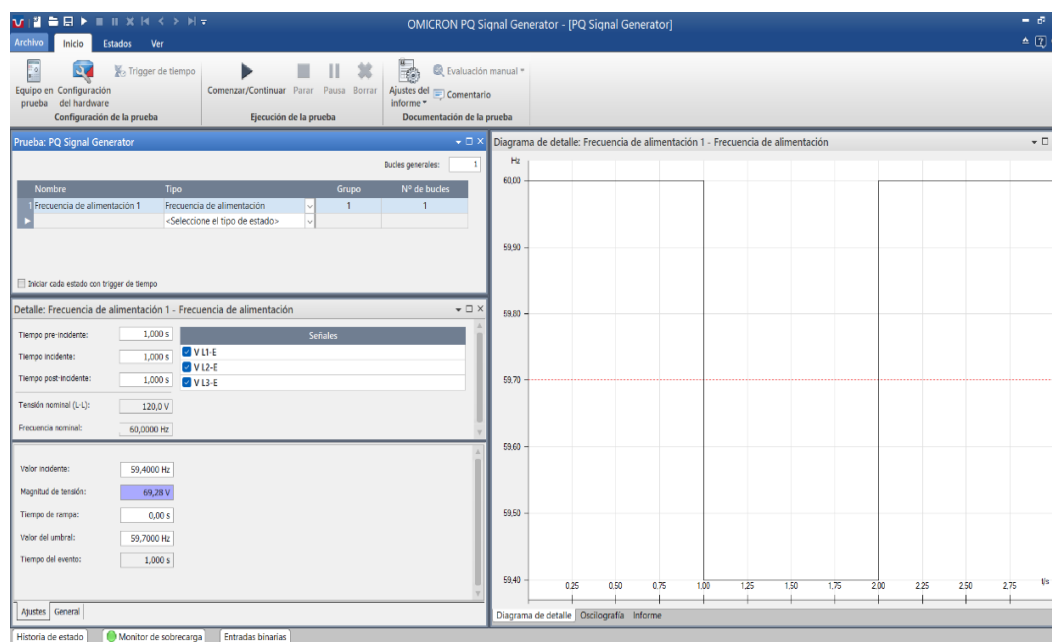 OMICRON PQ Signal Generator - [PQ Signal Generator]
Archivo Inicio Estados Ver
Equipo en prueba
Configuración del hardware
Trigger de tiempo
Configuración de la prueba
Comenzar/Continuar Parar Pausa Borrar
Ejecución de la prueba
Ajustes del informe
Evaluación manual
Comentario
Documentación de la prueba
Prueba: PQ Signal Generator
Bucles generales: 1
Nombre Tipo Grupo Nº de bucles
1 Frecuencia de alimentación 1 Frecuencia de alimentación 1 1
<Seleccione el tipo de estado>
Iniciar cada estado con trigger de tiempo
Detalle: Frecuencia de alimentación 1 - Frecuencia de alimentación
Tiempo pre-incidente: 1,000 s
Tiempo incidente: 1,000 s
Tiempo post-incidente: 1,000 s
Señales
V L1-E
V L2-E
V L3-E
Tensión nominal (L-L): 120,0 V
Frecuencia nominal: 60,0000 Hz
Valor incidente: 59,4000 Hz
Magnitud de tensión: 69,28 V
Tiempo de rampa: 0,00 s
Valor del umbral: 59,7000 Hz
Tiempo del evento: 1,000 s
Ajustes General
Diagrama de detalle: Frecuencia de alimentación 1 - Frecuencia de alimentación
Hz
60,00
59,90
59,80
59,70
59,60
59,50
59,40
0,25 0,50 0,75 1,00 1,25 1,50 1,75 2,00 2,25 2,50 2,75 t/s
Diagrama de detalle Oscilografía Informe
Historia de estado Monitor de sobrecarga Entradas binarias